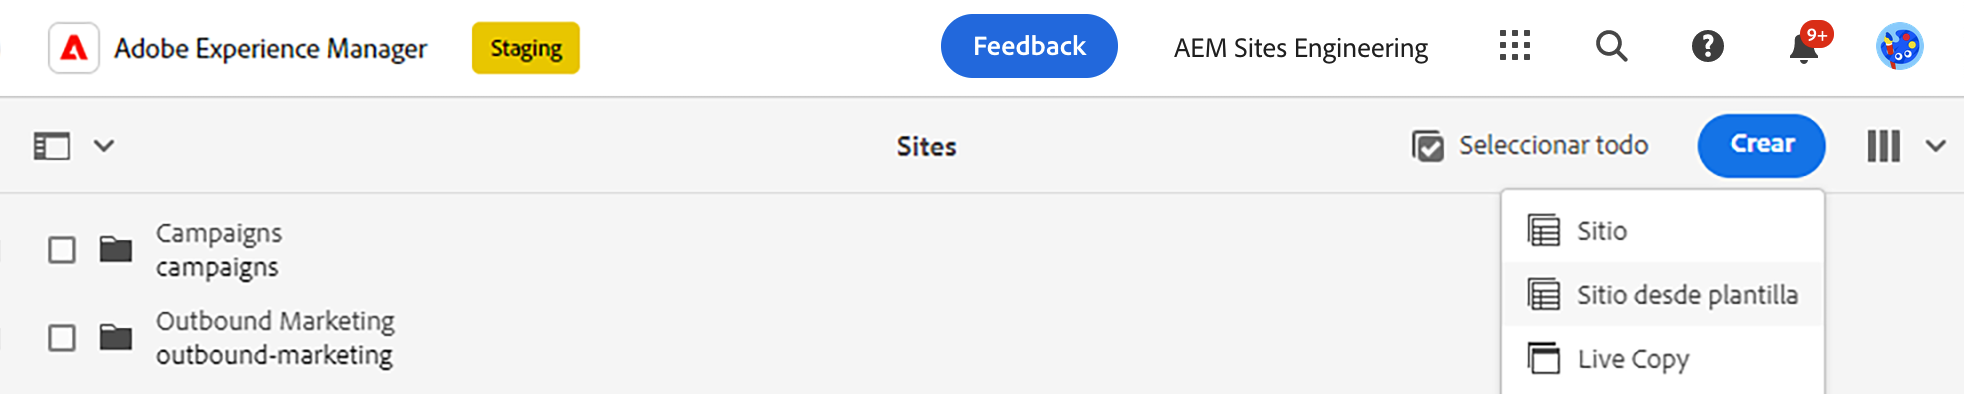 Adobe Experience Manager
Staging
Feedback
AEM Sites Engineering
9+
Sites
Seleccionar todo
Crear
Campaigns
campaigns
Outbound Marketing
outbound-marketing
Sitio
Sitio desde plantilla
Live Copy